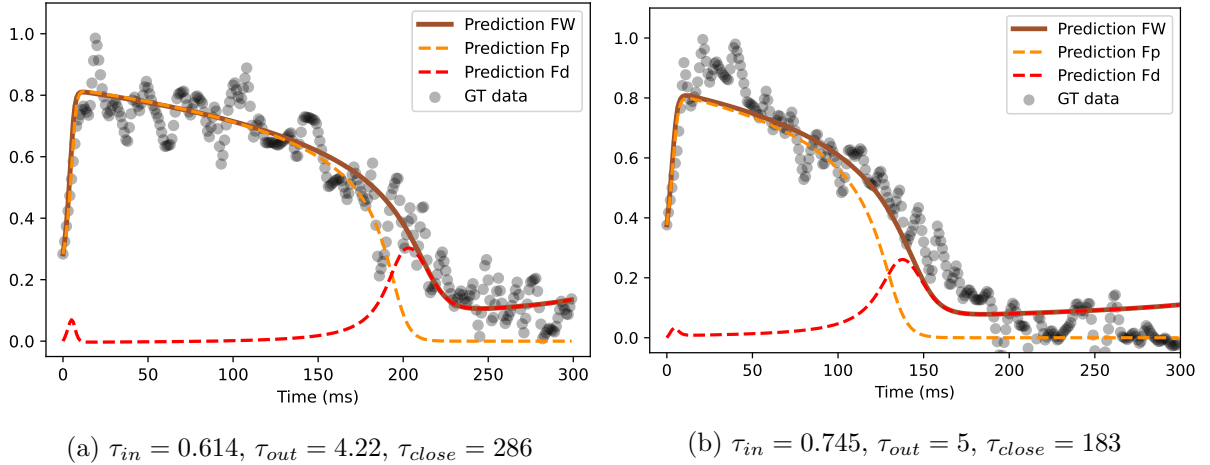 1.0
0.8
0.6
0.4
0.2
0.0
0 50 100 150 200 250 300
Time (ms)
Prediction FW
Prediction Fp
Prediction Fd
GT data
(a) τ_in = 0.614, τ_out = 4.22, τ_close = 286
1.0
0.8
0.6
0.4
0.2
0.0
0 50 100 150 200 250 300
Time (ms)
Prediction FW
Prediction Fp
Prediction Fd
GT data
(b) τ_in = 0.745, τ_out = 5, τ_close = 183